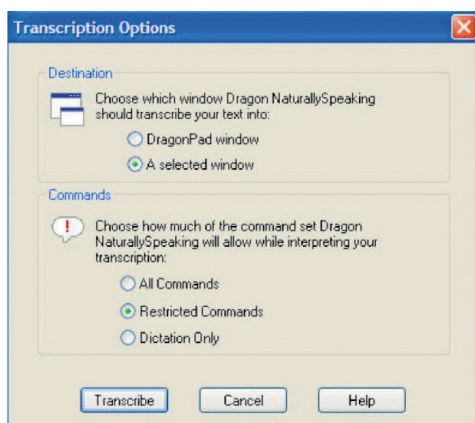 Transcription Options
Destination
Choose which window Dragon NaturallySpeaking
should transcribe your text into:
DragonPad window
A selected window
Commands
Choose how much of the command set Dragon
NaturallySpeaking will allow while interpreting your
transcription:
All Commands
Restricted Commands
Dictation Only
Transcribe Cancel Help